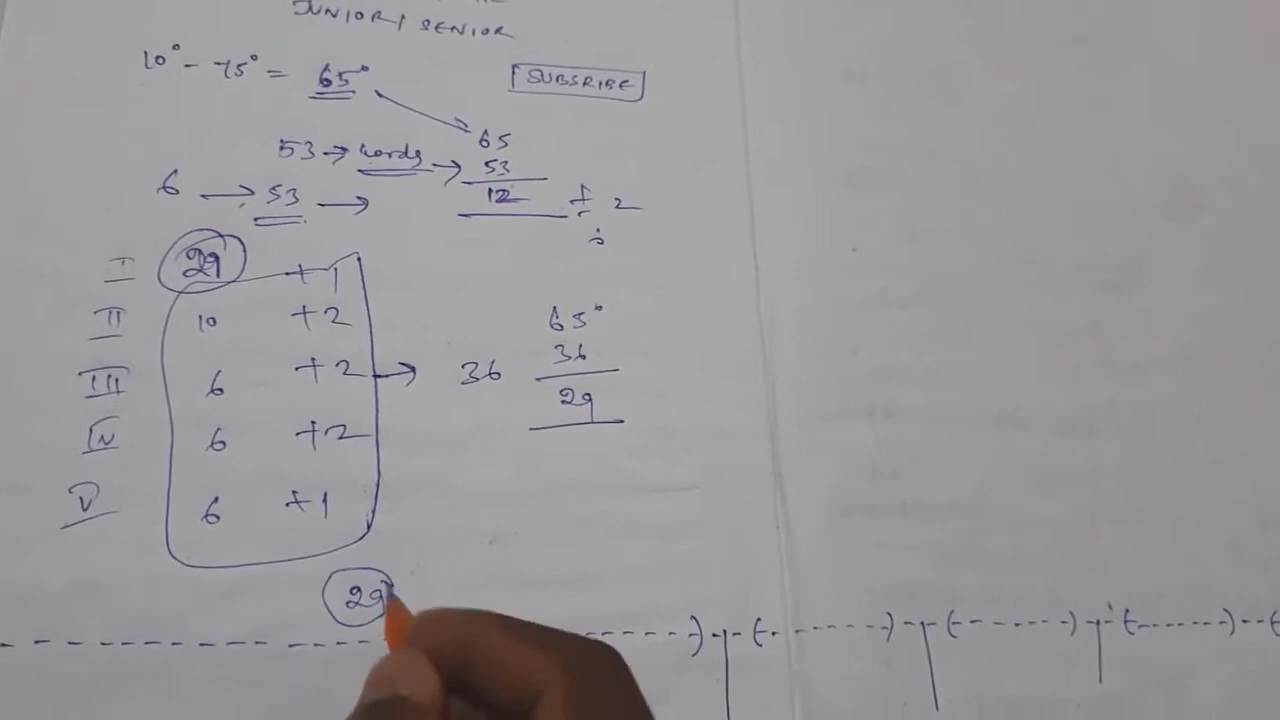 JUNIOR / SENIOR
10° - 75° = 65°
SUBSRIBE
53 → words → 65
53
12 + 2
6 → 53 →
I 29 + 1
II 10 + 2
III 6 + 2 → 36
IV 6 + 2
V 6 + 1
65°
36
29
29
- - - - - - - - - - - - - - - - - -) - - (- - - - - - -) - - (- - - - - - -) - - (- - - - - - -) - - (